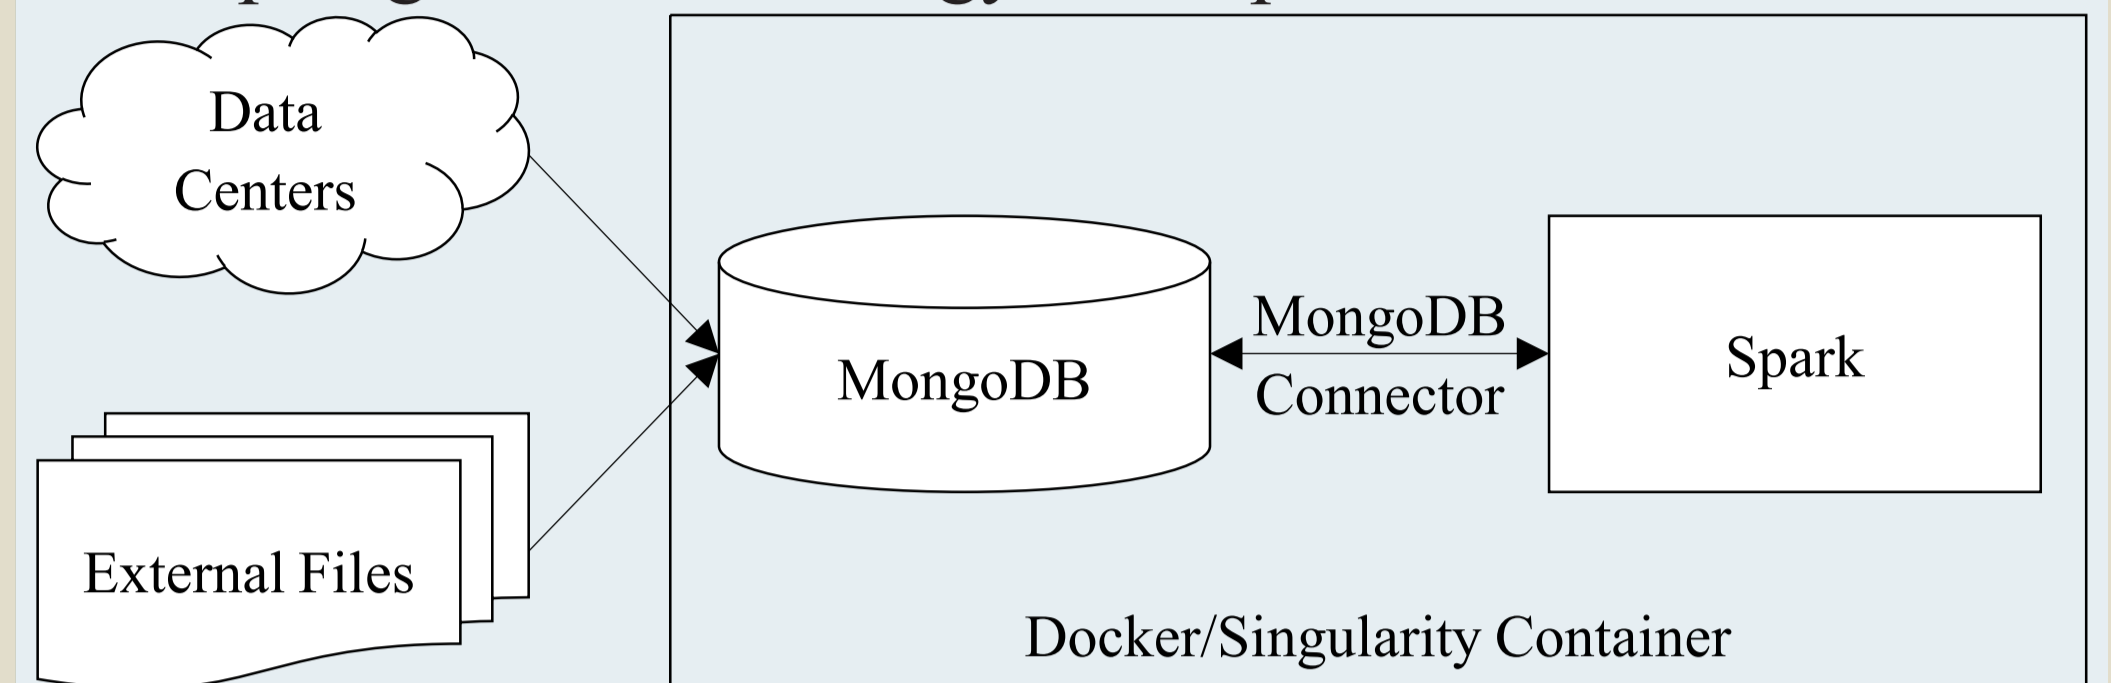 Data
Centers
External Files
MongoDB
MongoDB
Connector
Spark
Docker/Singularity Container